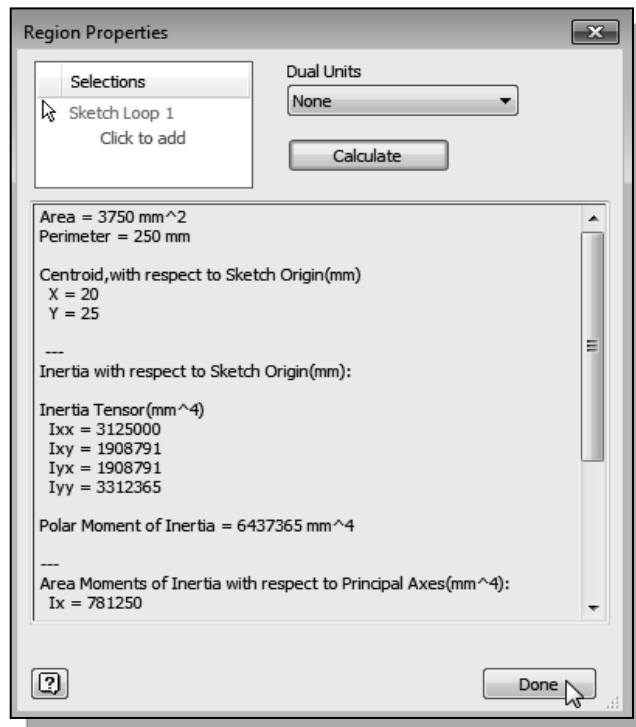 Region Properties
Selections
Sketch Loop 1
Click to add
Dual Units
None
Calculate
Area = 3750 mm^2
Perimeter = 250 mm
Centroid,with respect to Sketch Origin(mm)
X = 20
Y = 25
---
Inertia with respect to Sketch Origin(mm):
Inertia Tensor(mm^4)
Ixx = 3125000
Ixy = 1908791
Iyx = 1908791
Iyy = 3312365
Polar Moment of Inertia = 6437365 mm^4
---
Area Moments of Inertia with respect to Principal Axes(mm^4):
Ix = 781250
?
Done